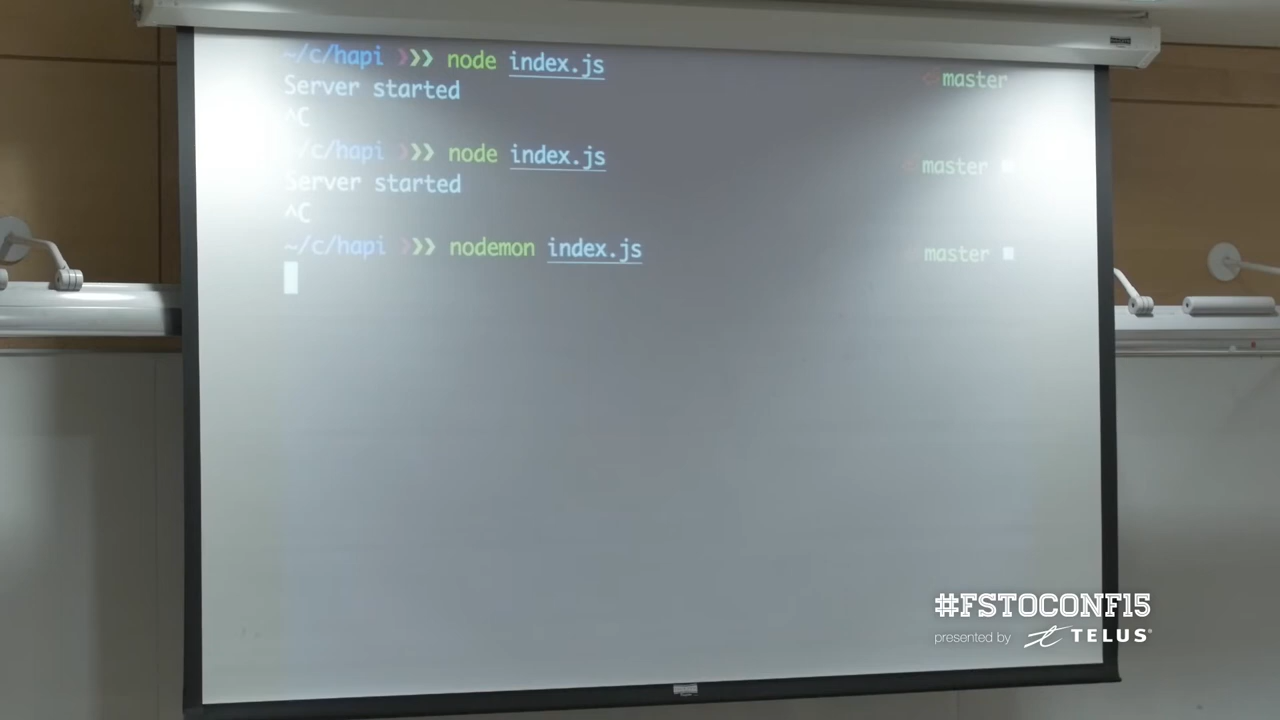 ~/c/hapi ❯❯❯ node index.js master
Server started
^C
~/c/hapi ❯❯❯ node index.js master ■
Server started
^C
~/c/hapi ❯❯❯ nodemon index.js master ■
#FSTOCONF15
presented by TELUS®